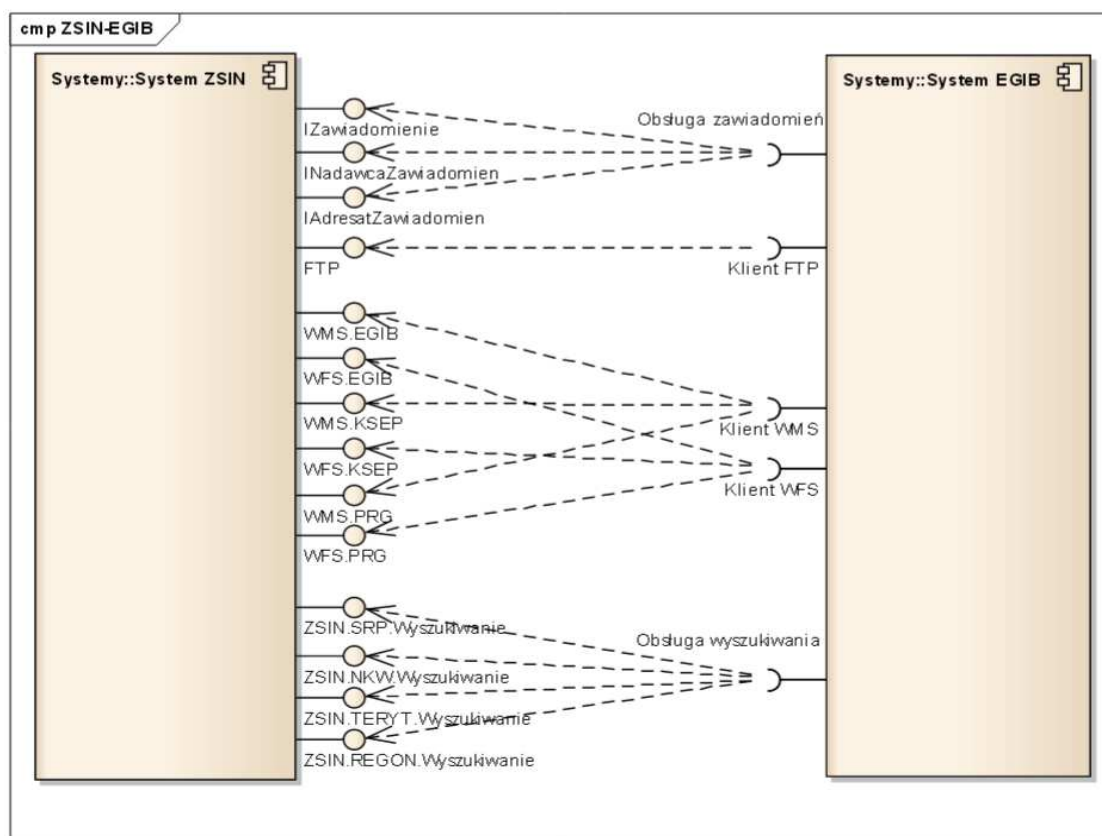 cmp ZSIN-EGIB
Systemy::System ZSIN
Systemy::System EGIB
Obsługa zawiadomień
IZawiadomienie
INadawcaZawiadomien
IAdresatZawiadomien
FTP
Klient FTP
WMS.EGIB
WFS.EGIB
WMS.KSEP
Klient WMS
WFS.KSEP
Klient WFS
WMS.PRG
WFS.PRG
ZSIN.SRP.Wyszukiwanie
Obsługa wyszukiwania
ZSIN.NKW.Wyszukiwanie
ZSIN.TERYT.Wyszukiwanie
ZSIN.REGON.Wyszukiwanie